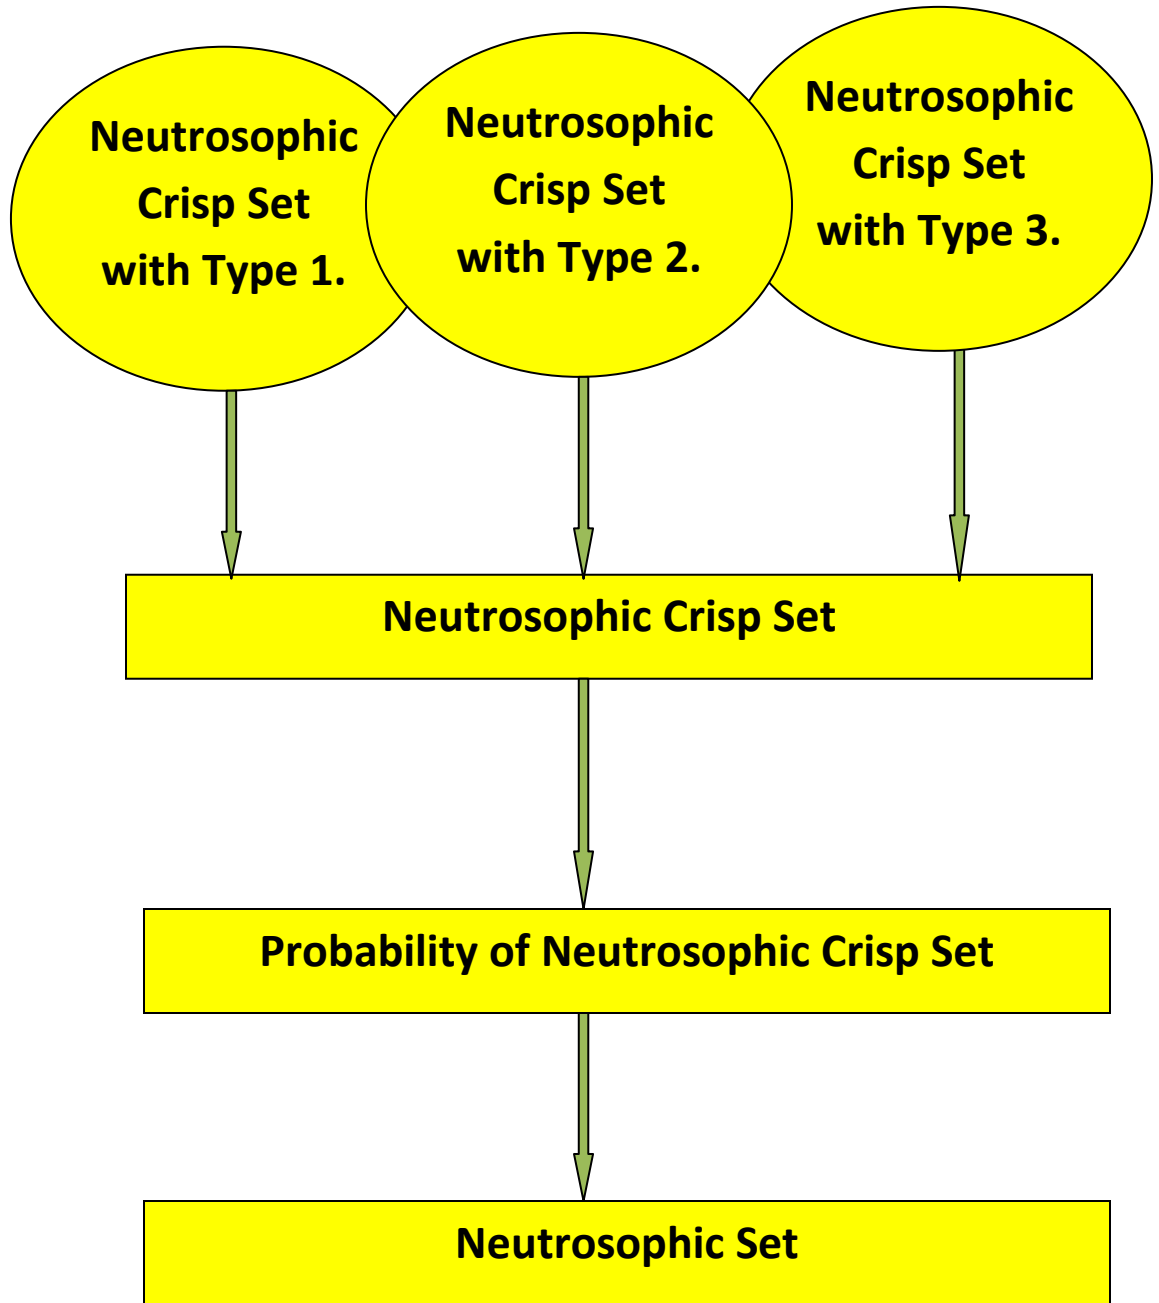 Neutrosophic
Crisp Set
with Type 1.
Neutrosophic
Crisp Set
with Type 2.
Neutrosophic
Crisp Set
with Type 3.
Neutrosophic Crisp Set
Probability of Neutrosophic Crisp Set
Neutrosophic Set